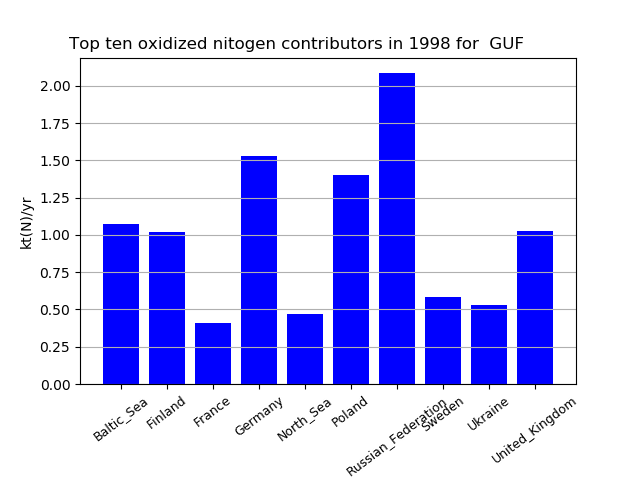 Top ten oxidized nitogen contributors in 1998 for  GUF
kt(N)/yr
2.00
1.75
1.50
1.25
1.00
0.75
0.50
0.25
0.00
Baltic_Sea
Finland
France
Germany
North_Sea
Poland
Russian_Federation
Sweden
Ukraine
United_Kingdom